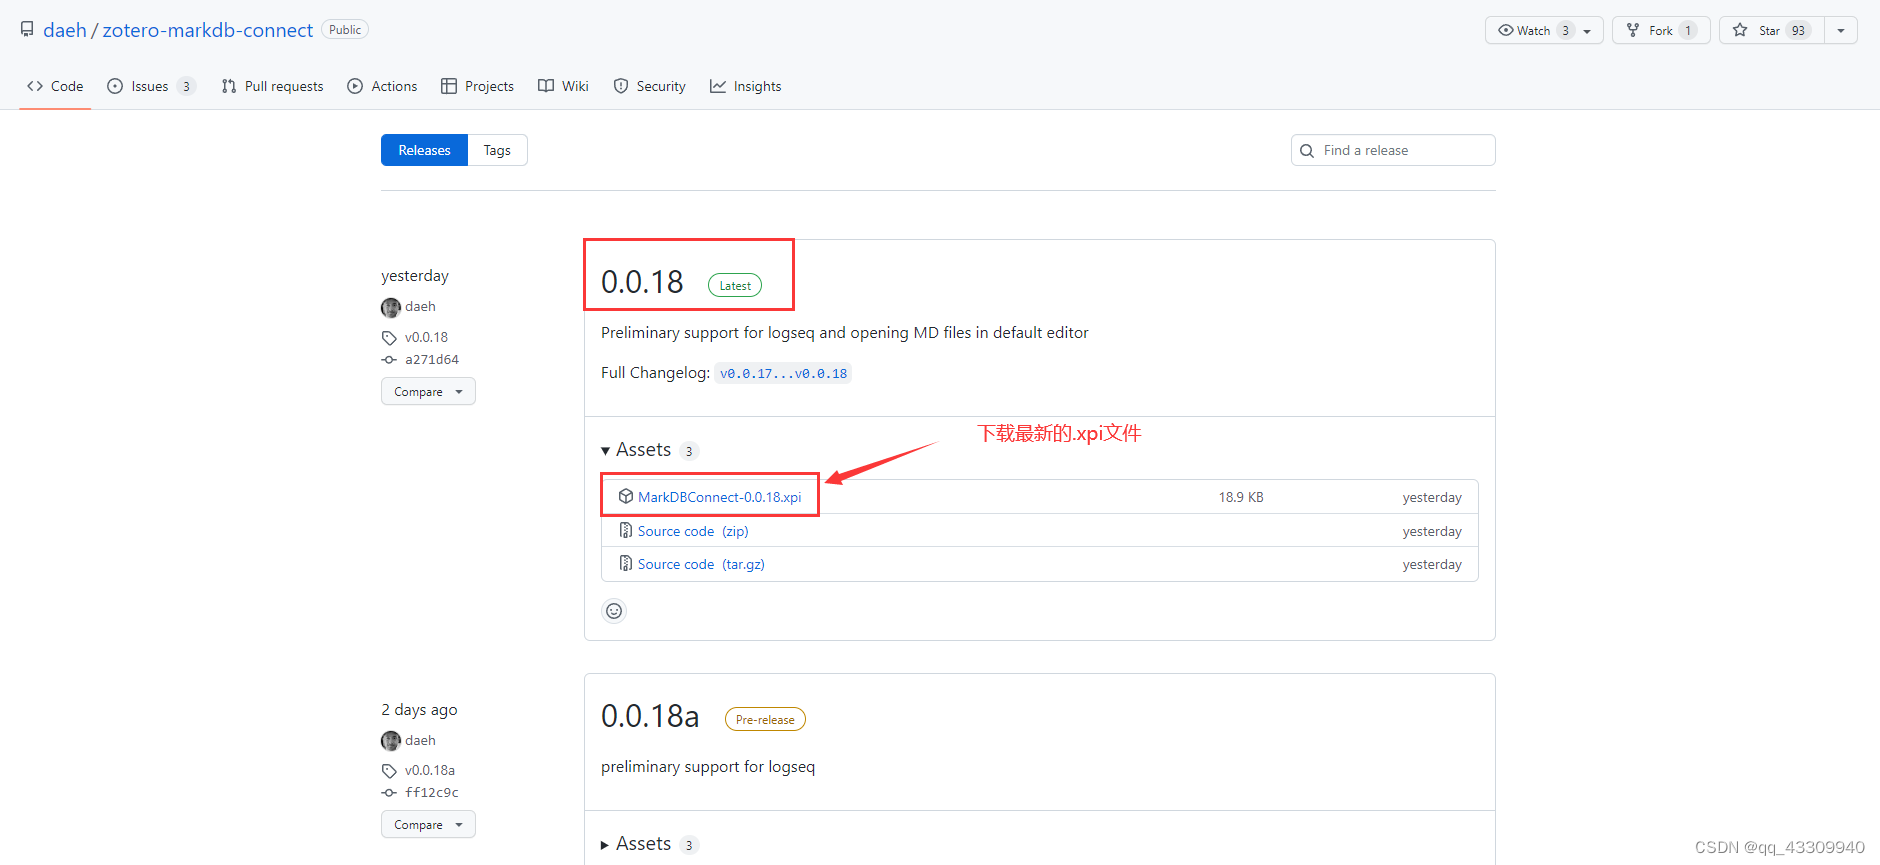 daeh / zotero-markdb-connect Public
Watch 3
Fork 1
Star 93
Code
Issues 3
Pull requests
Actions
Projects
Wiki
Security
Insights
Releases
Tags
Find a release
yesterday
daeh
v0.0.18
a271d64
Compare
0.0.18 Latest
Preliminary support for logseq and opening MD files in default editor
Full Changelog: v0.0.17...v0.0.18
下载最新的.xpi文件
Assets 3
MarkDBConnect-0.0.18.xpi 18.9 KB yesterday
Source code (zip) yesterday
Source code (tar.gz) yesterday
2 days ago
daeh
v0.0.18a
ff12c9c
Compare
0.0.18a Pre-release
preliminary support for logseq
Assets 3
CSDN @qq_43309940